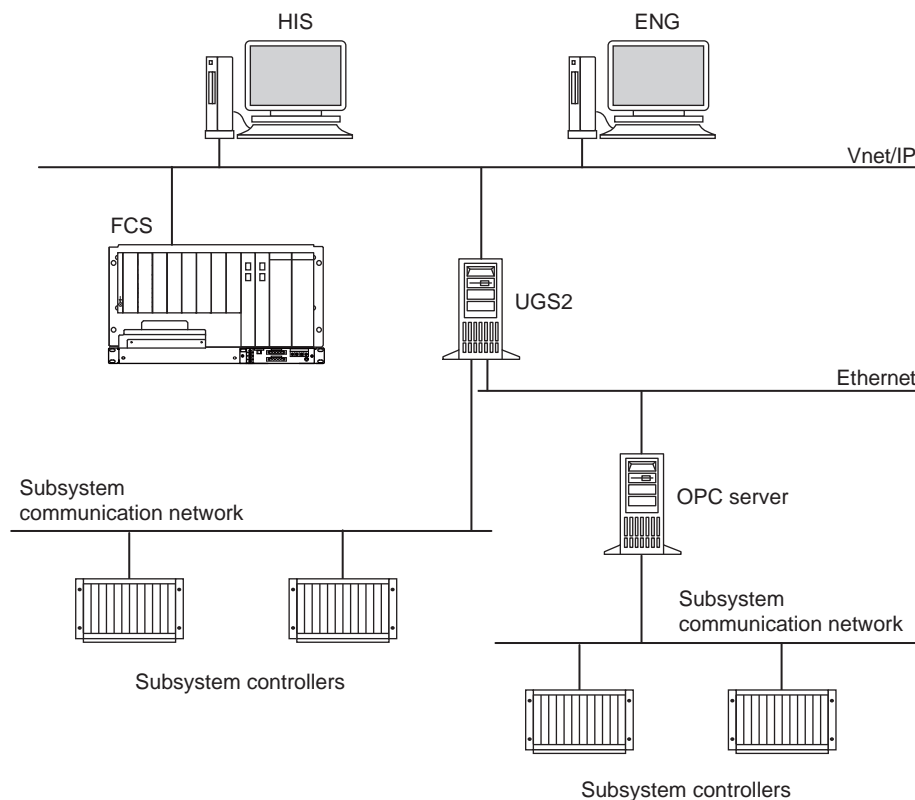 HIS
ENG
Vnet/IP
FCS
UGS2
Ethernet
OPC server
Subsystem
communication network
Subsystem
communication network
Subsystem controllers
Subsystem controllers